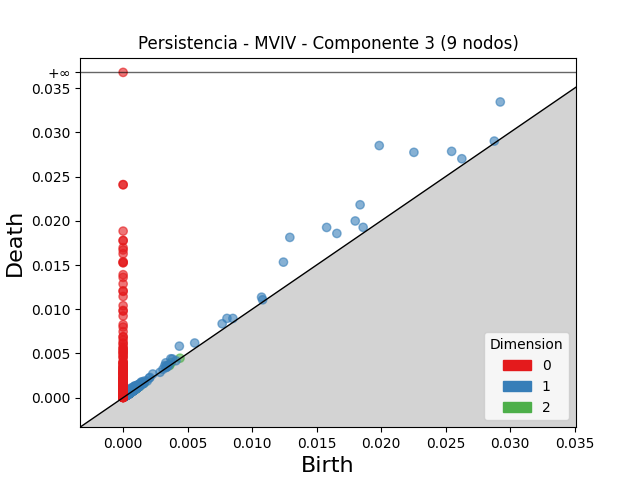 Persistencia - MVIV - Componente 3 (9 nodos)
+∞
0.035
0.030
0.025
0.020
0.015
0.010
0.005
0.000
Death
Dimension
0
1
2
0.000 0.005 0.010 0.015 0.020 0.025 0.030 0.035
Birth